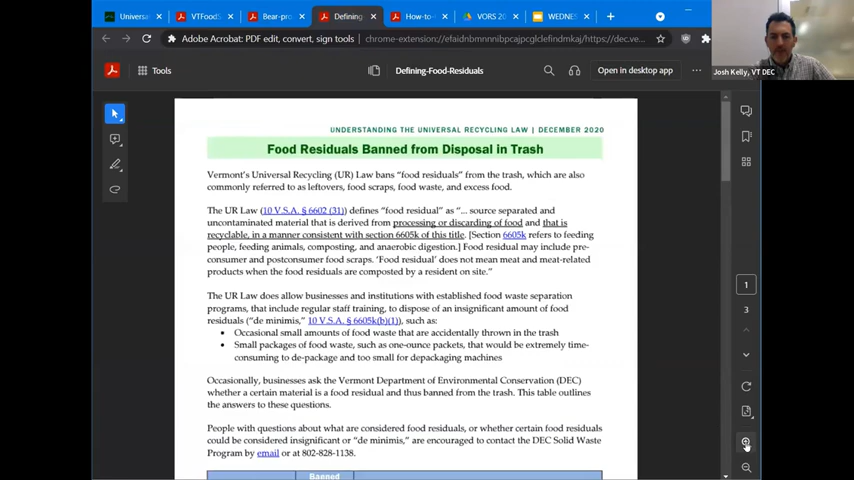 Universa
VTFoodS
Bear-pro
Defining
How-to-
VORS 20
WEDNES
Adobe Acrobat: PDF edit, convert, sign tools
chrome-extension://efaidnbmnnnibpcajpcglclefindmkaj/https://dec.ve...
Josh Kelly, VT DEC
Tools
Defining-Food-Residuals
Open in desktop app
UNDERSTANDING THE UNIVERSAL RECYCLING LAW | DECEMBER 2020
Food Residuals Banned from Disposal in Trash
Vermont's Universal Recycling (UR) Law bans "food residuals" from the trash, which are also
commonly referred to as leftovers, food scraps, food waste, and excess food.
The UR Law (10 V.S.A. § 6602 (31)) defines "food residual" as "... source separated and
uncontaminated material that is derived from processing or discarding of food and that is
recyclable, in a manner consistent with section 6605k of this title. [Section 6605k refers to feeding
people, feeding animals, composting, and anaerobic digestion.] Food residual may include pre-
consumer and postconsumer food scraps. 'Food residual' does not mean meat and meat-related
products when the food residuals are composted by a resident on site."
The UR Law does allow businesses and institutions with established food waste separation
programs, that include regular staff training, to dispose of an insignificant amount of food
residuals ("de minimis," 10 V.S.A. § 6605k(b)(1)), such as:
• Occasional small amounts of food waste that are accidentally thrown in the trash
• Small packages of food waste, such as one-ounce packets, that would be extremely time-
consuming to de-package and too small for depackaging machines
Occasionally, businesses ask the Vermont Department of Environmental Conservation (DEC)
whether a certain material is a food residual and thus banned from the trash. This table outlines
the answers to these questions.
People with questions about what are considered food residuals, or whether certain food residuals
could be considered insignificant or "de minimis," are encouraged to contact the DEC Solid Waste
Program by email or at 802-828-1138.
Banned
1
3